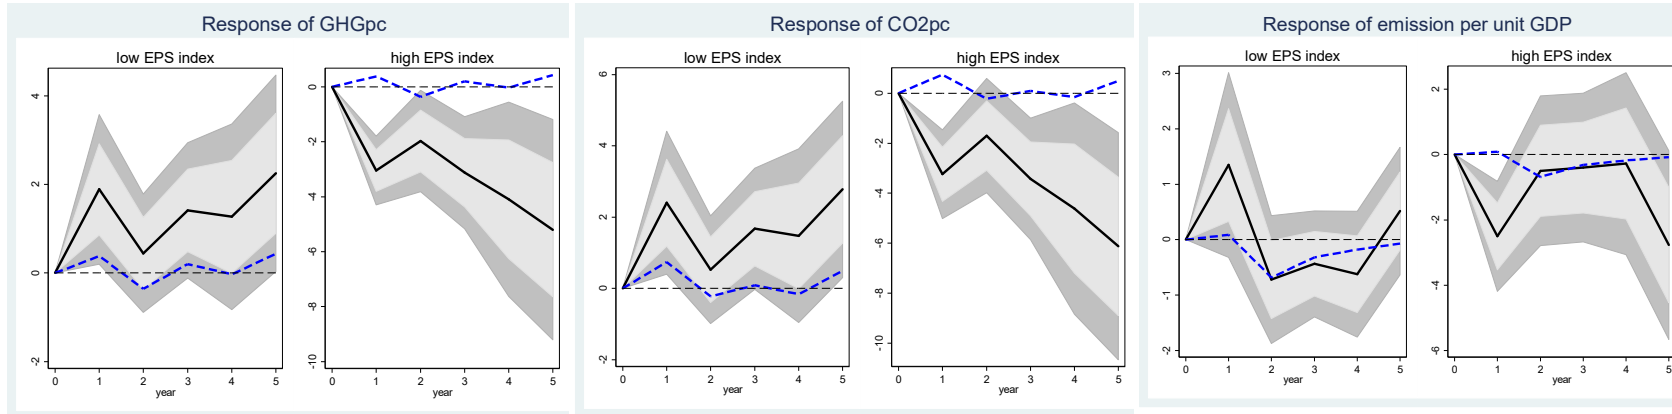 Response of GHGpc
low EPS index
high EPS index
4
2
0
-2
0 1 2 3 4 5
year
0
-2
-4
-6
-8
-10
0 1 2 3 4 5
year
Response of CO2pc
low EPS index
high EPS index
6
4
2
0
-2
0 1 2 3 4 5
year
0
-2
-4
-6
-8
-10
0 1 2 3 4 5
year
Response of emission per unit GDP
low EPS index
high EPS index
3
2
1
0
-1
-2
0 1 2 3 4 5
year
2
0
-2
-4
-6
0 1 2 3 4 5
year